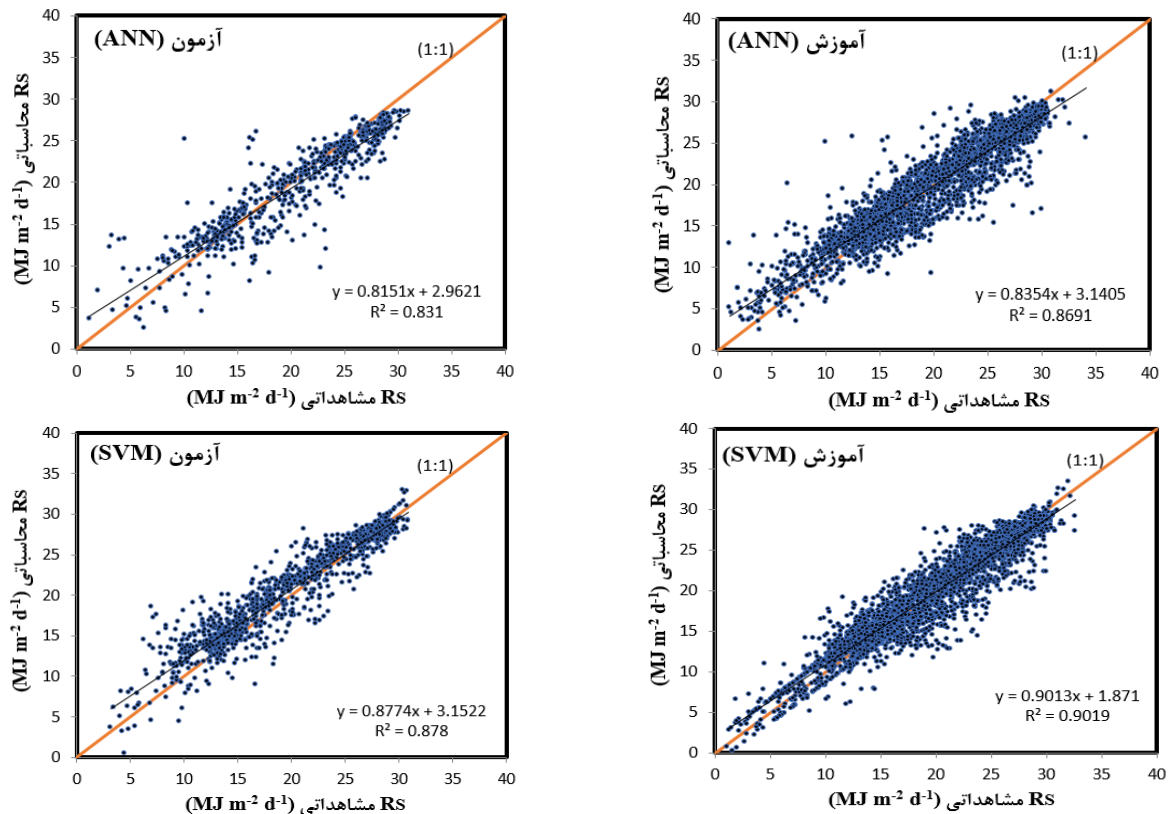 آزمون (ANN)
(1:1)
Rs محاسباتی (MJ m-2 d-1)
40
35
30
25
20
15
10
5
0
y = 0.8151x + 2.9621
R² = 0.831
0 5 10 15 20 25 30 35 40
Rs مشاهداتی (MJ m-2 d-1)
آموزش (ANN)
(1:1)
Rs محاسباتی (MJ m-2 d-1)
40
35
30
25
20
15
10
5
0
y = 0.8354x + 3.1405
R² = 0.8691
0 5 10 15 20 25 30 35 40
Rs مشاهداتی (MJ m-2 d-1)
آزمون (SVM)
(1:1)
Rs محاسباتی (MJ m-2 d-1)
40
35
30
25
20
15
10
5
0
y = 0.8774x + 3.1522
R² = 0.878
0 5 10 15 20 25 30 35 40
Rs مشاهداتی (MJ m-2 d-1)
آموزش (SVM)
(1:1)
Rs محاسباتی (MJ m-2 d-1)
40
35
30
25
20
15
10
5
0
y = 0.9013x + 1.871
R² = 0.9019
0 5 10 15 20 25 30 35 40
Rs مشاهداتی (MJ m-2 d-1)